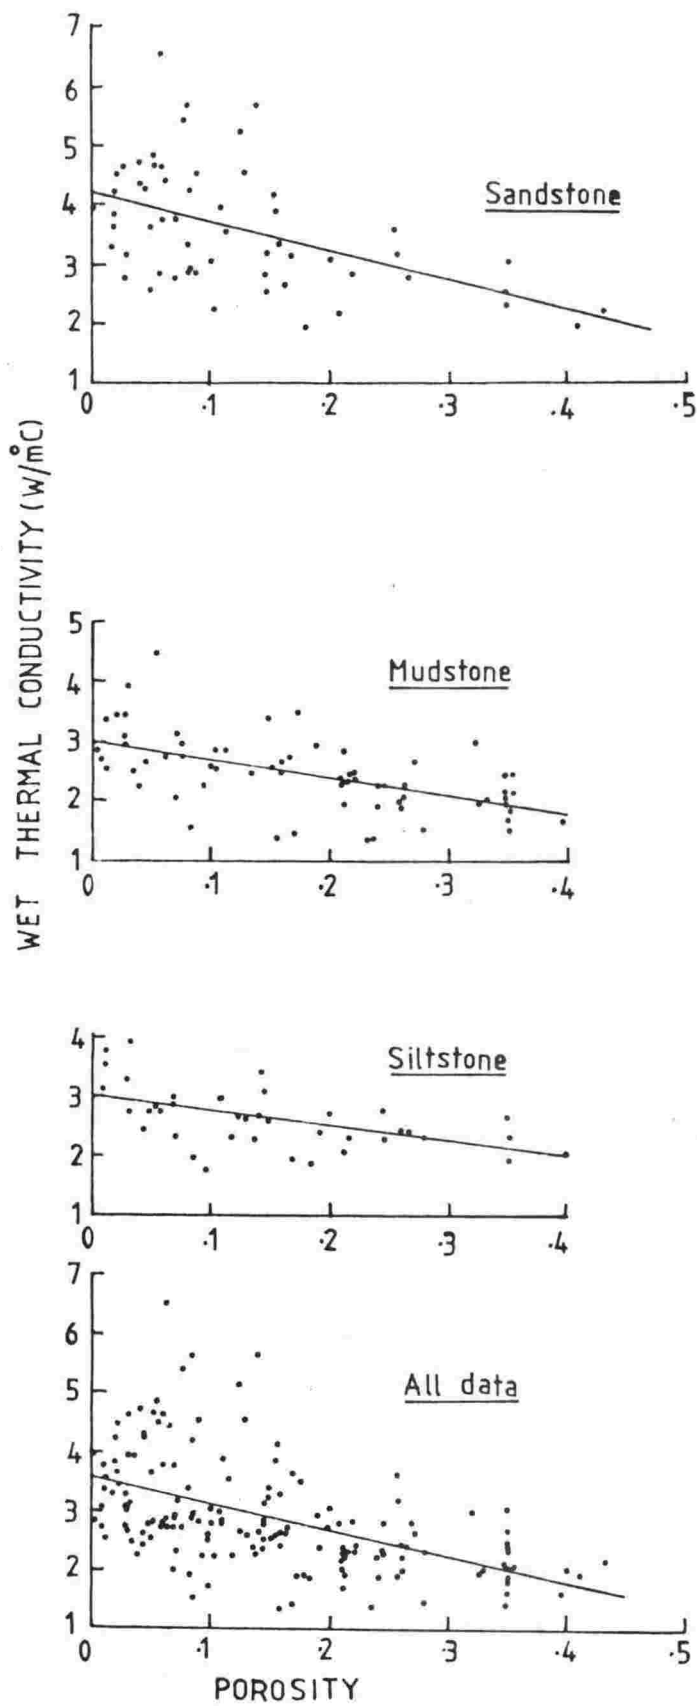 7
6
5
4
3
2
1
Sandstone
0 .1 .2 .3 .4 .5
WET THERMAL CONDUCTIVITY (W/m°C)
5
4
3
2
1
Mudstone
0 .1 .2 .3 .4
4
3
2
1
Siltstone
0 .1 .2 .3 .4
7
6
5
4
3
2
1
All data
0 .1 .2 .3 .4 .5
POROSITY